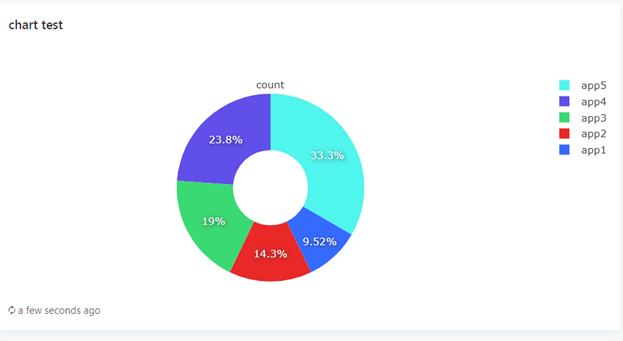 chart test
count
app5
app4
app3
app2
app1
23.8%
33.3%
19%
9.52%
14.3%
a few seconds ago